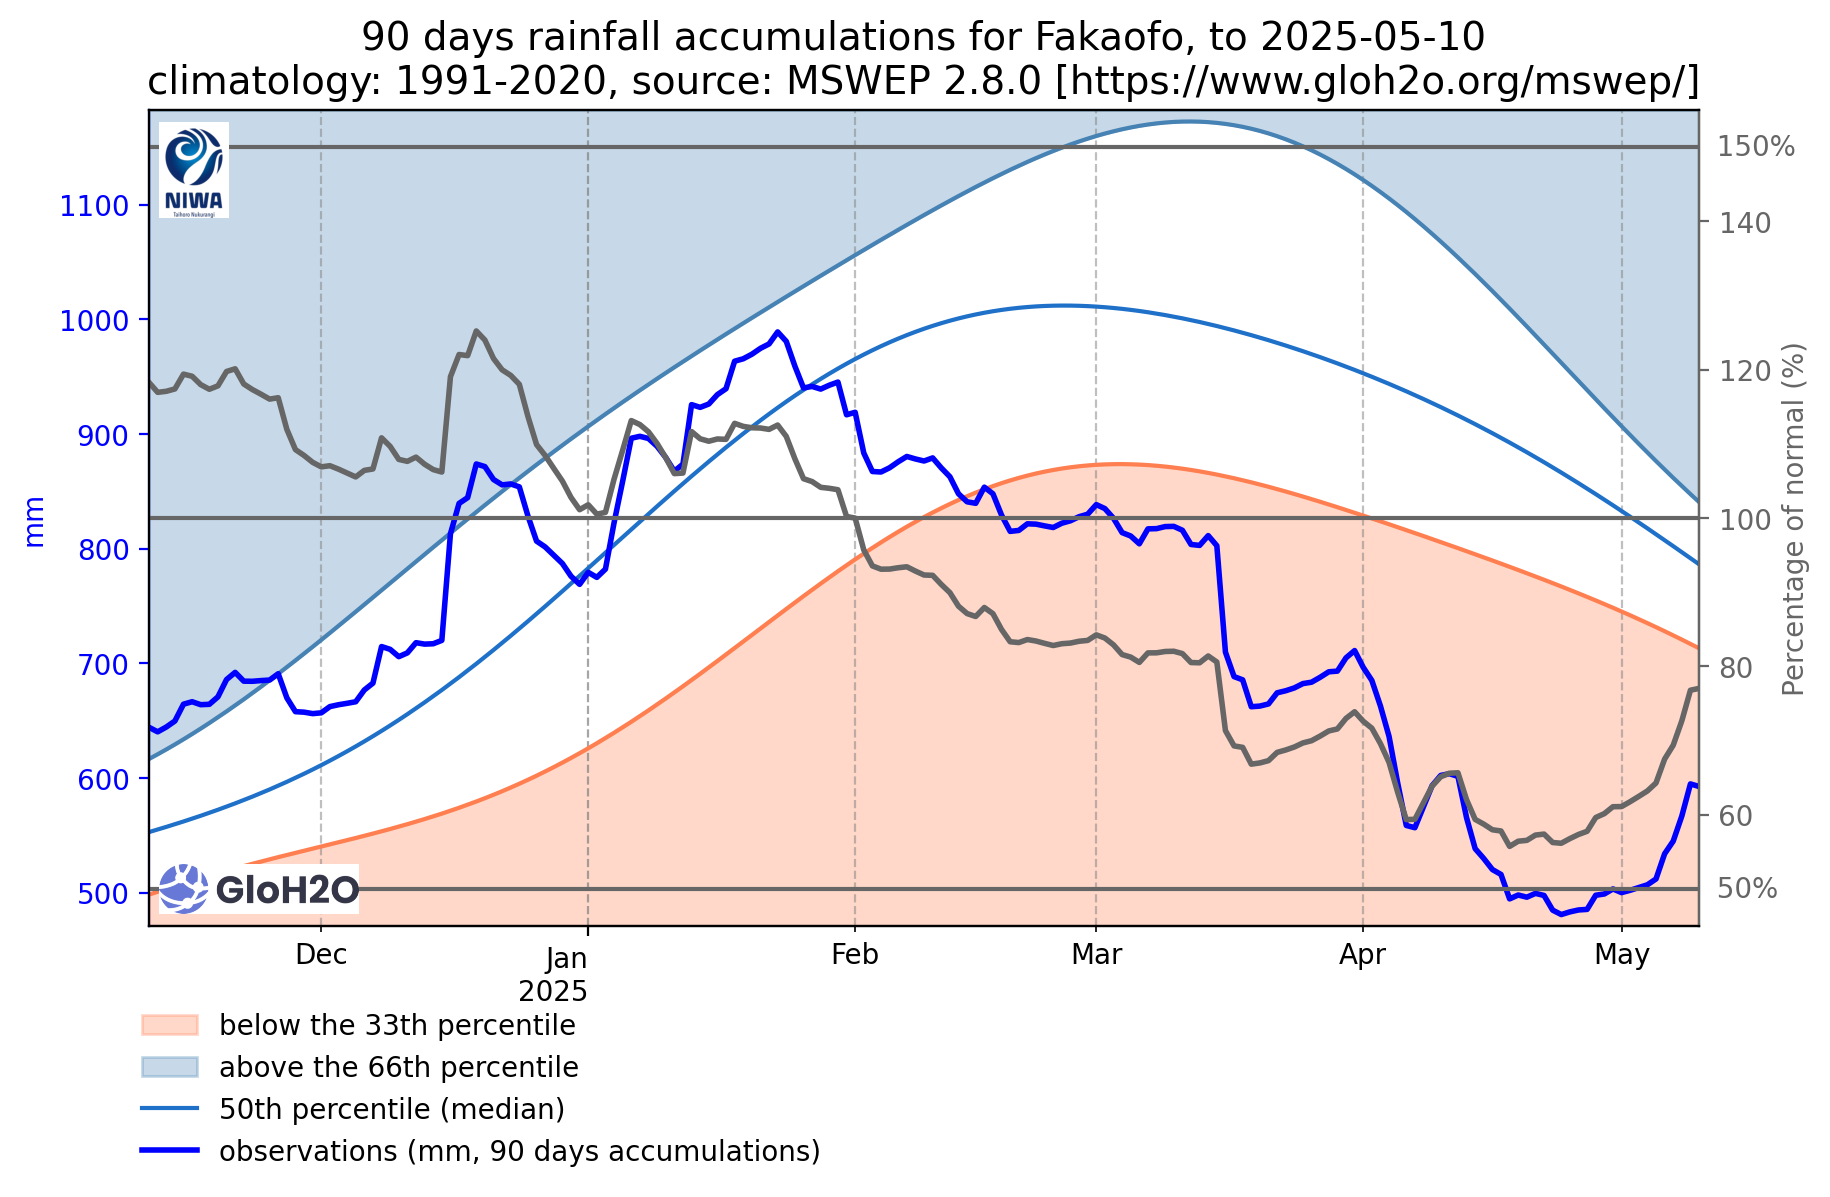 90 days rainfall accumulations for Fakaofo, to 2025-05-10
climatology: 1991-2020, source: MSWEP 2.8.0 [https://www.gloh2o.org/mswep/]
NIWA
Taihoro Nukurangi
1100
1000
900
800
700
600
500
mm
150%
140
120
100
80
60
50%
Percentage of normal (%)
GloH2O
Dec
Jan
2025
Feb
Mar
Apr
May
below the 33th percentile
above the 66th percentile
50th percentile (median)
observations (mm, 90 days accumulations)